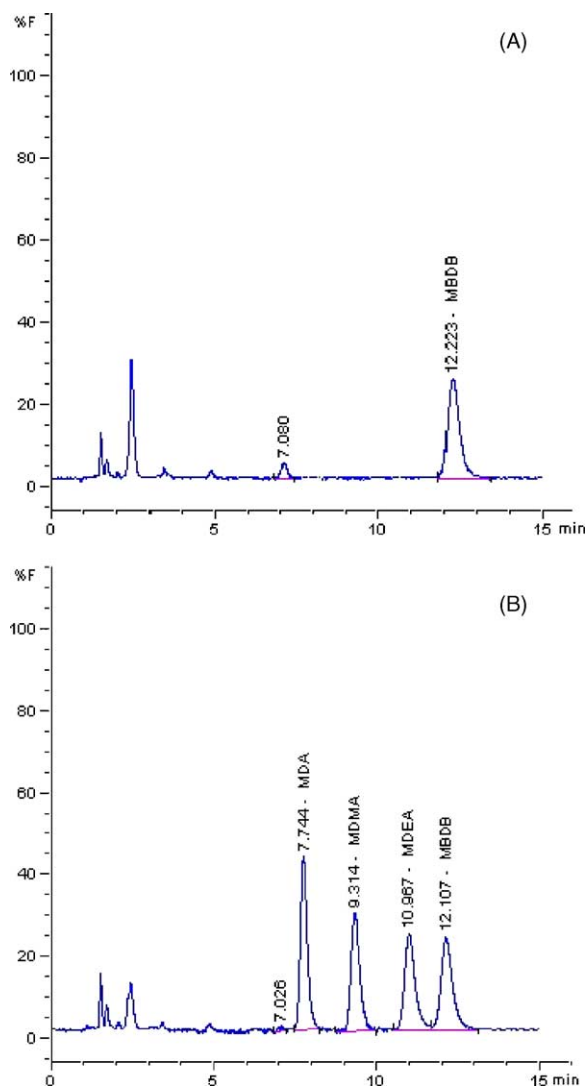 %F
(A)
100
80
60
40
20
0
7.080
12.223 - MBDB
0
5
10
15 min
%F
(B)
100
80
60
40
20
0
7.026
7.744 - MDA
9.314 - MDMA
10.967 - MDEA
12.107 - MBDB
0
5
10
15 min